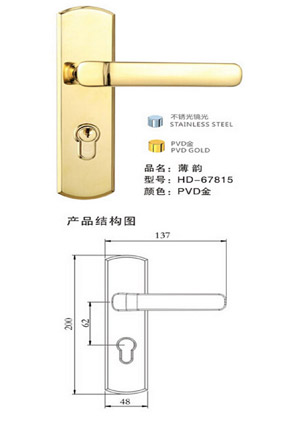 不锈光镜光
STAINLESS STEEL
PVD金
PVD GOLD
品名：薄韵
型号：HD-67815
颜色：PVD金
产品结构图
137
200
62
48